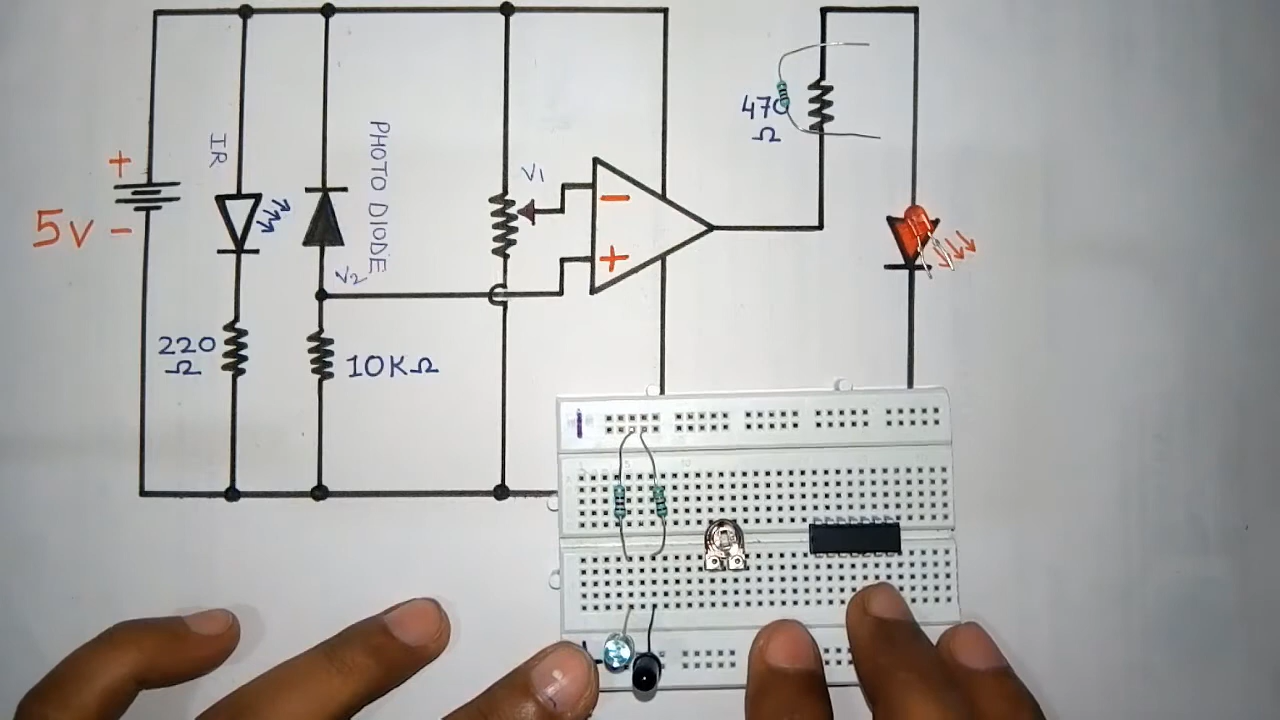 +
5v -
IR
220
Ω
PHOTO DIODE
V2
10KΩ
V1
-
+
470
Ω